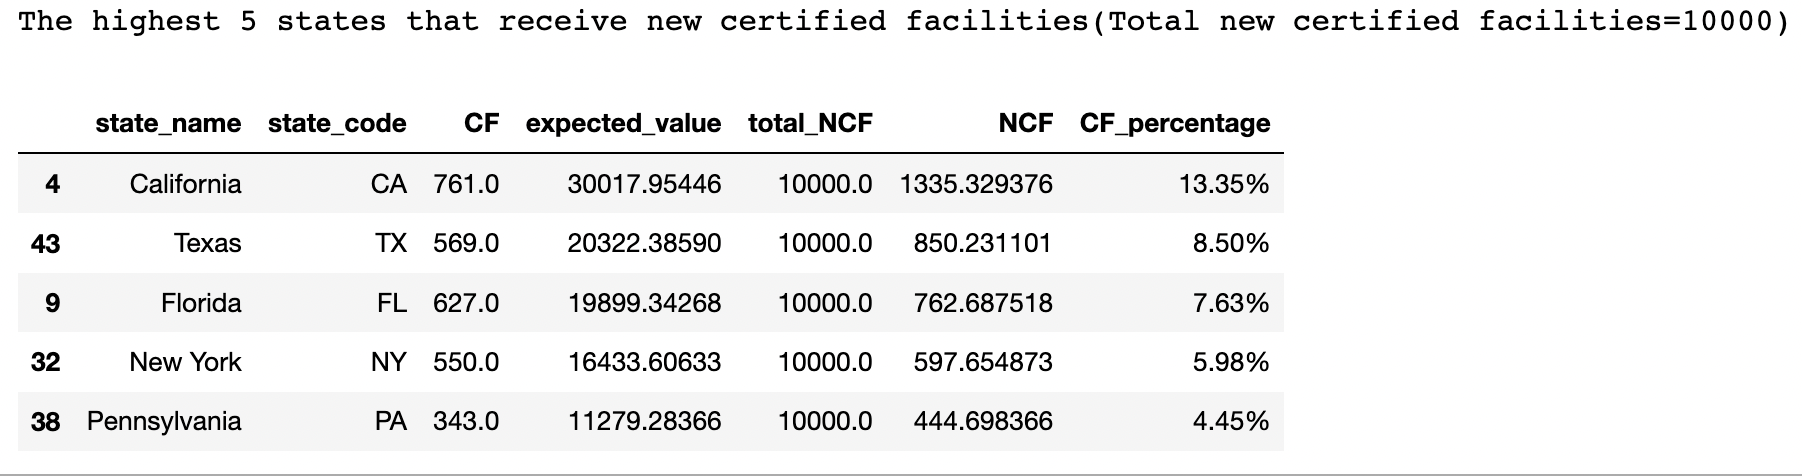 The highest 5 states that receive new certified facilities(Total new certified facilities=10000)
state_name state_code CF expected_value total_NCF NCF CF_percentage
4 California CA 761.0 30017.95446 10000.0 1335.329376 13.35%
43 Texas TX 569.0 20322.38590 10000.0 850.231101 8.50%
9 Florida FL 627.0 19899.34268 10000.0 762.687518 7.63%
32 New York NY 550.0 16433.60633 10000.0 597.654873 5.98%
38 Pennsylvania PA 343.0 11279.28366 10000.0 444.698366 4.45%